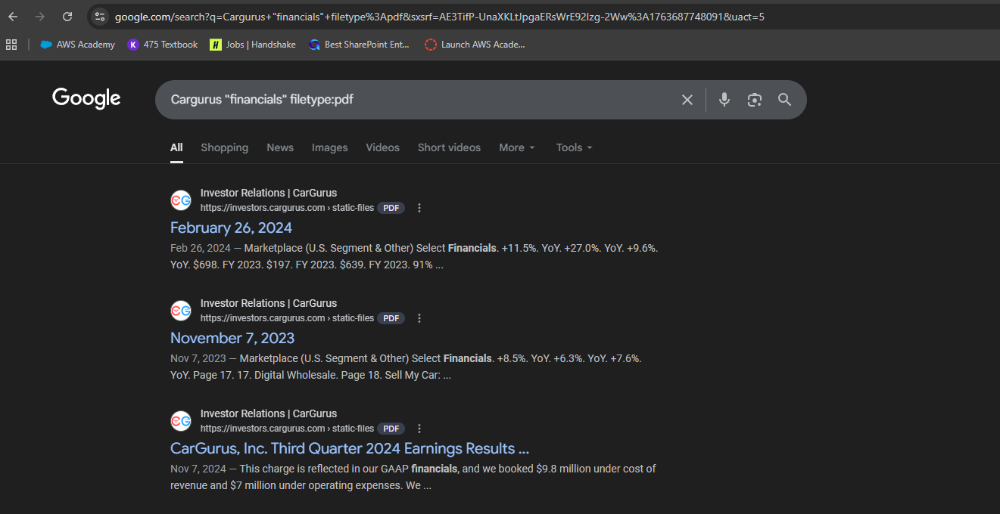 google.com/search?q=Cargurus+"financials"+filetype%3Apdf&sxsrf=AE3TifP-UnaXKLtJpgaERsWrE92Izg-2Ww%3A1763687748091&uact=5
AWS Academy K 475 Textbook H Jobs | Handshake Best SharePoint Ent... Launch AWS Acade...
Google Cargurus "financials" filetype:pdf
All Shopping News Images Videos Short videos More Tools
CG Investor Relations | CarGurus
https://investors.cargurus.com › static-files PDF
February 26, 2024
Feb 26, 2024 — Marketplace (U.S. Segment & Other) Select Financials. +11.5%. YoY. +27.0%. YoY. +9.6%.
YoY. $698. FY 2023. $197. FY 2023. $639. FY 2023. 91% ...
CG Investor Relations | CarGurus
https://investors.cargurus.com › static-files PDF
November 7, 2023
Nov 7, 2023 — Marketplace (U.S. Segment & Other) Select Financials. +8.5%. YoY. +6.3%. YoY. +7.6%.
YoY. Page 17. 17. Digital Wholesale. Page 18. Sell My Car: ...
CG Investor Relations | CarGurus
https://investors.cargurus.com › static-files PDF
CarGurus, Inc. Third Quarter 2024 Earnings Results ...
Nov 7, 2024 — This charge is reflected in our GAAP financials, and we booked $9.8 million under cost of
revenue and $7 million under operating expenses. We ...